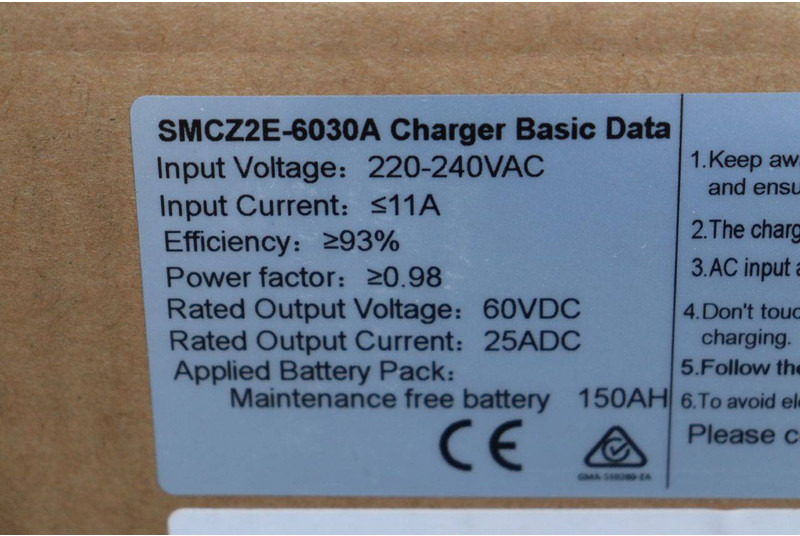 SMCZ2E-6030A Charger Basic Data
Input Voltage: 220-240VAC
Input Current: ≤11A
Efficiency: ≥93%
Power factor: ≥0.98
Rated Output Voltage: 60VDC
Rated Output Current: 25ADC
Applied Battery Pack:
Maintenance free battery 150AH
CE
1.Keep aw
and ensu
2.The charg
3.AC input a
4.Don't touc
charging.
5.Follow the
6.To avoid el
Please c